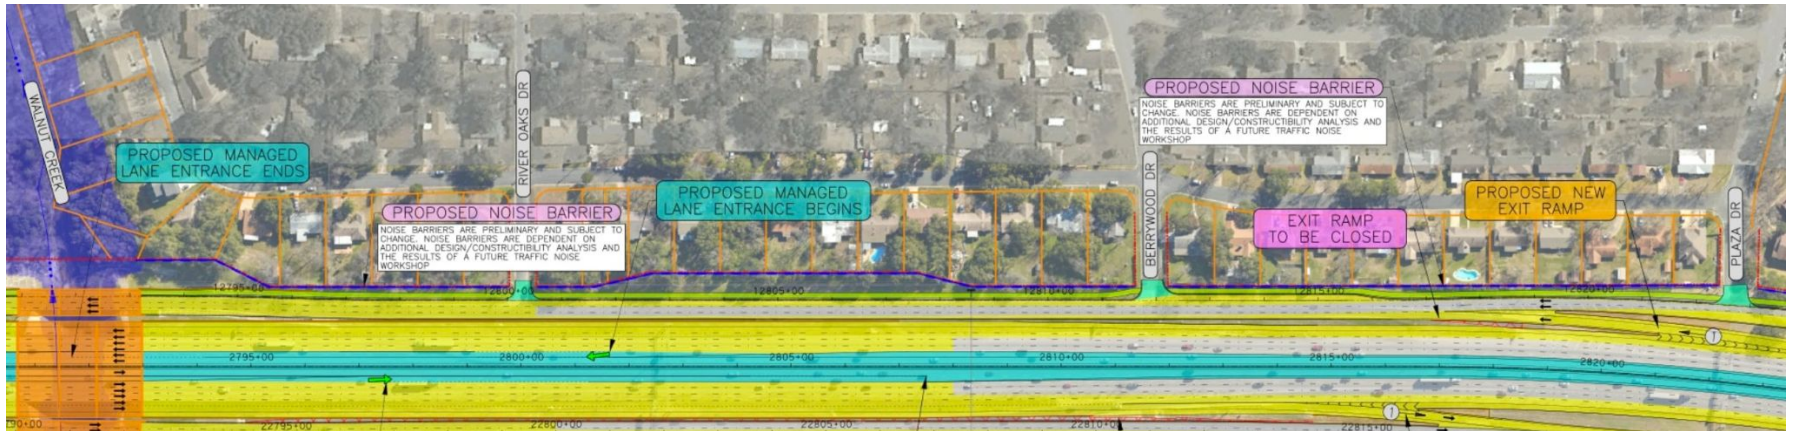 WALNUT CREEK
PROPOSED MANAGED
LANE ENTRANCE ENDS
RIVER OAKS DR
PROPOSED NOISE BARRIER
NOISE BARRIERS ARE PRELIMINARY AND SUBJECT TO
CHANGE. NOISE BARRIERS ARE DEPENDENT ON
ADDITIONAL DESIGN/CONSTRUCTIBILITY ANALYSIS AND
THE RESULTS OF A FUTURE TRAFFIC NOISE
WORKSHOP
PROPOSED MANAGED
LANE ENTRANCE BEGINS
PROPOSED NOISE BARRIER
NOISE BARRIERS ARE PRELIMINARY AND SUBJECT TO
CHANGE. NOISE BARRIERS ARE DEPENDENT ON
ADDITIONAL DESIGN/CONSTRUCTIBILITY ANALYSIS AND
THE RESULTS OF A FUTURE TRAFFIC NOISE
WORKSHOP
BERRYWOOD DR
EXIT RAMP
TO BE CLOSED
PROPOSED NEW
EXIT RAMP
PLAZA DR
12795+00 12800+00 12805+00 12810+00 12815+00 12820+00
1
2795+00 2800+00 2805+00 2810+00 2815+00 2820+00
1
22795+00 22800+00 22805+00 22810+00 22815+00